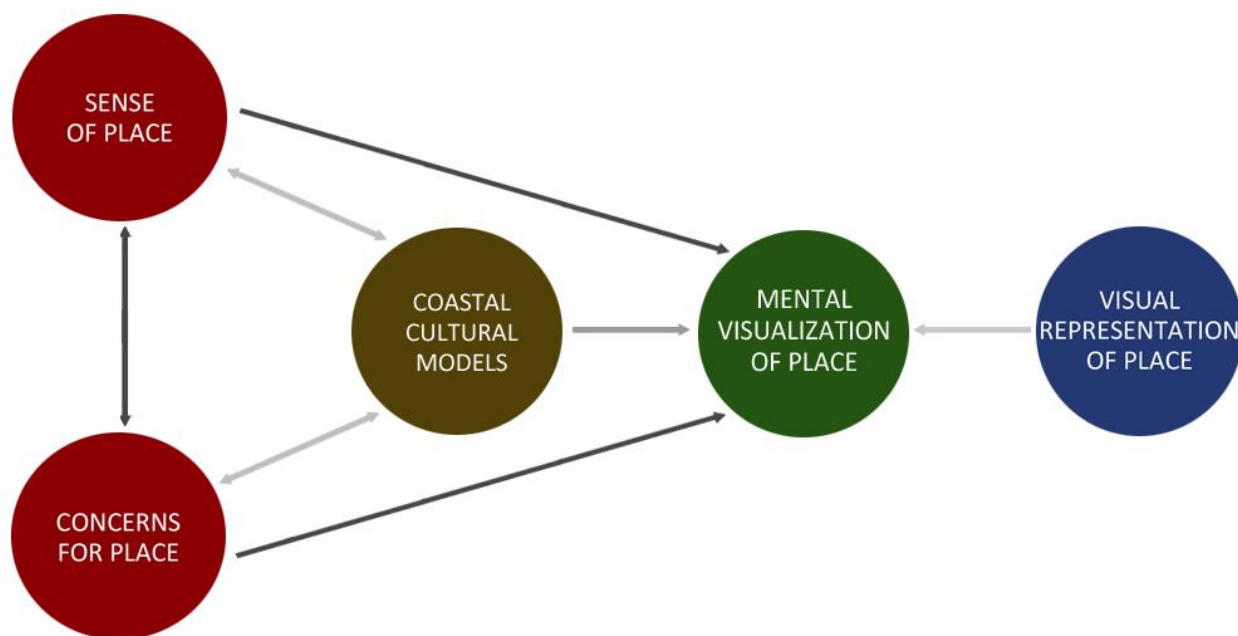 SENSE
OF PLACE
COASTAL
CULTURAL
MODELS
MENTAL
VISUALIZATION
OF PLACE
VISUAL
REPRESENTATION
OF PLACE
CONCERNS
FOR PLACE